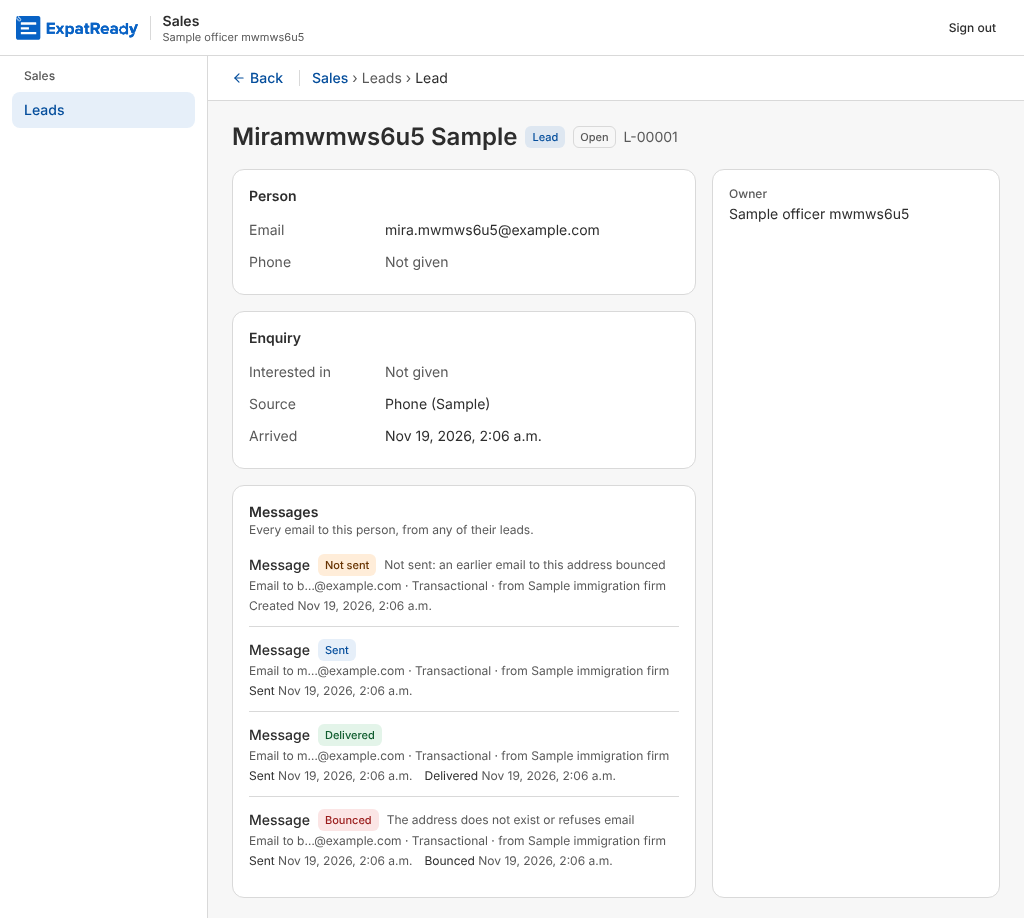 ExpatReady
Sales
Sample officer mwmws6u5
Sign out
Sales
Leads
← Back
Sales › Leads › Lead
Miramwmws6u5 Sample Lead Open L-00001
Person
Email mira.mwmws6u5@example.com
Phone Not given
Owner
Sample officer mwmws6u5
Enquiry
Interested in Not given
Source Phone (Sample)
Arrived Nov 19, 2026, 2:06 a.m.
Messages
Every email to this person, from any of their leads.
Message Not sent Not sent: an earlier email to this address bounced
Email to b...@example.com · Transactional · from Sample immigration firm
Created Nov 19, 2026, 2:06 a.m.
Message Sent
Email to m...@example.com · Transactional · from Sample immigration firm
Sent Nov 19, 2026, 2:06 a.m.
Message Delivered
Email to m...@example.com · Transactional · from Sample immigration firm
Sent Nov 19, 2026, 2:06 a.m. Delivered Nov 19, 2026, 2:06 a.m.
Message Bounced The address does not exist or refuses email
Email to b...@example.com · Transactional · from Sample immigration firm
Sent Nov 19, 2026, 2:06 a.m. Bounced Nov 19, 2026, 2:06 a.m.